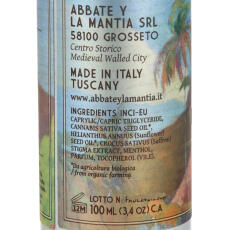 ABBATE Y
LA MANTIA SRL
58100 GROSSETO
Centro Storico
Medieval Walled City
MADE IN ITALY
TUSCANY
www.abbateylamantia.it
INGREDIENTS INCI-EU
CAPRYLIC/CAPRIC TRIGLYCERIDE,
CANNABIS SATIVA SEED OIL*,
HELIANTHUS ANNUUS (Sunflower)
SEED OIL*, CROCUS SATIVUS (Saffron)
STIGMA EXTRACT, MENTHOL,
PARFUM, TOCOPHEROL (VIT.E).
*Da agricoltura biologica
/ from organic farming
12M
LOTTO N.
100 ML (3,4 OZ) C.A